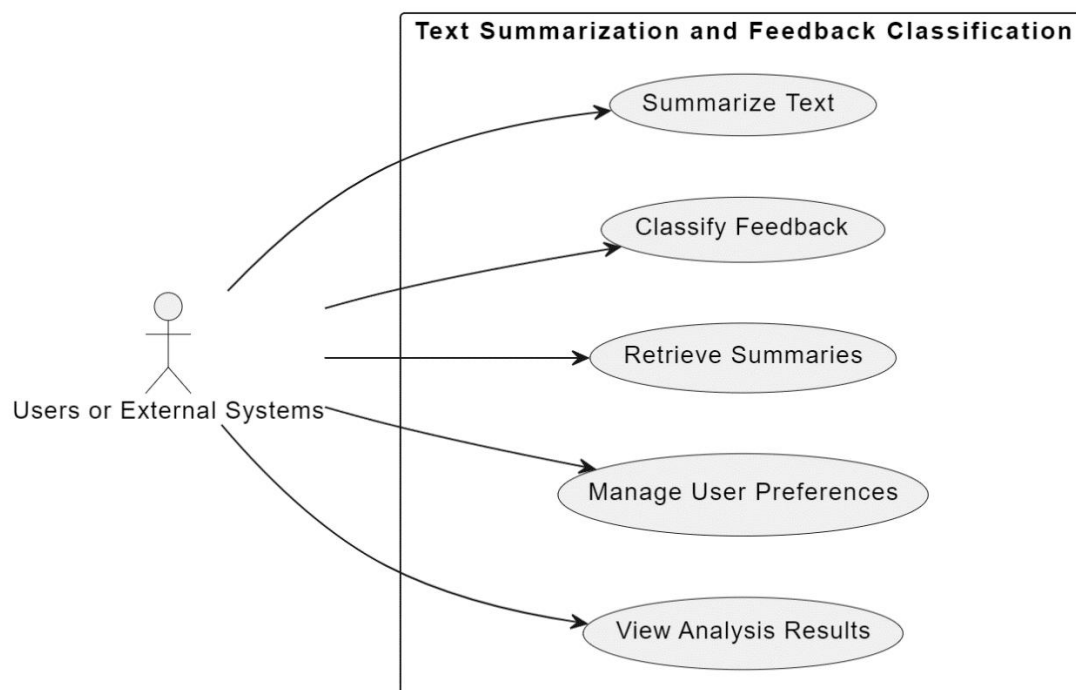 Text Summarization and Feedback Classification
Summarize Text
Classify Feedback
Retrieve Summaries
Users or External Systems
Manage User Preferences
View Analysis Results